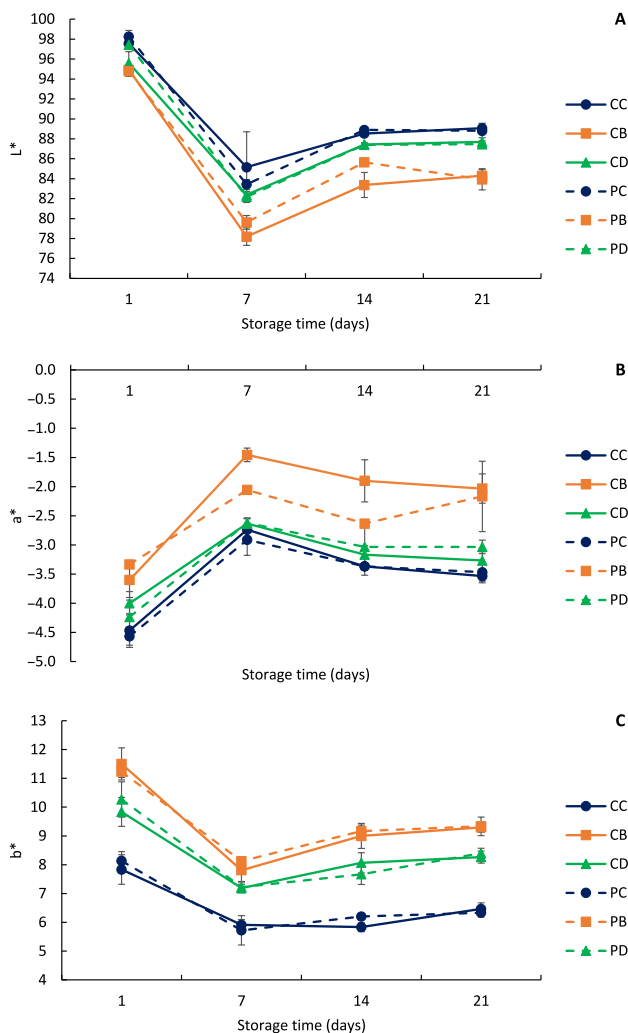 A
100
98
96
94
92
90
88
86
84
82
80
78
76
74
L*
1 7 14 21
Storage time (days)
CC
CB
CD
PC
PB
PD
B
0.0
−0.5
−1.0
−1.5
−2.0
−2.5
−3.0
−3.5
−4.0
−4.5
−5.0
a*
1 7 14 21
Storage time (days)
CC
CB
CD
PC
PB
PD
C
13
12
11
10
9
8
7
6
5
4
b*
1 7 14 21
Storage time (days)
CC
CB
CD
PC
PB
PD